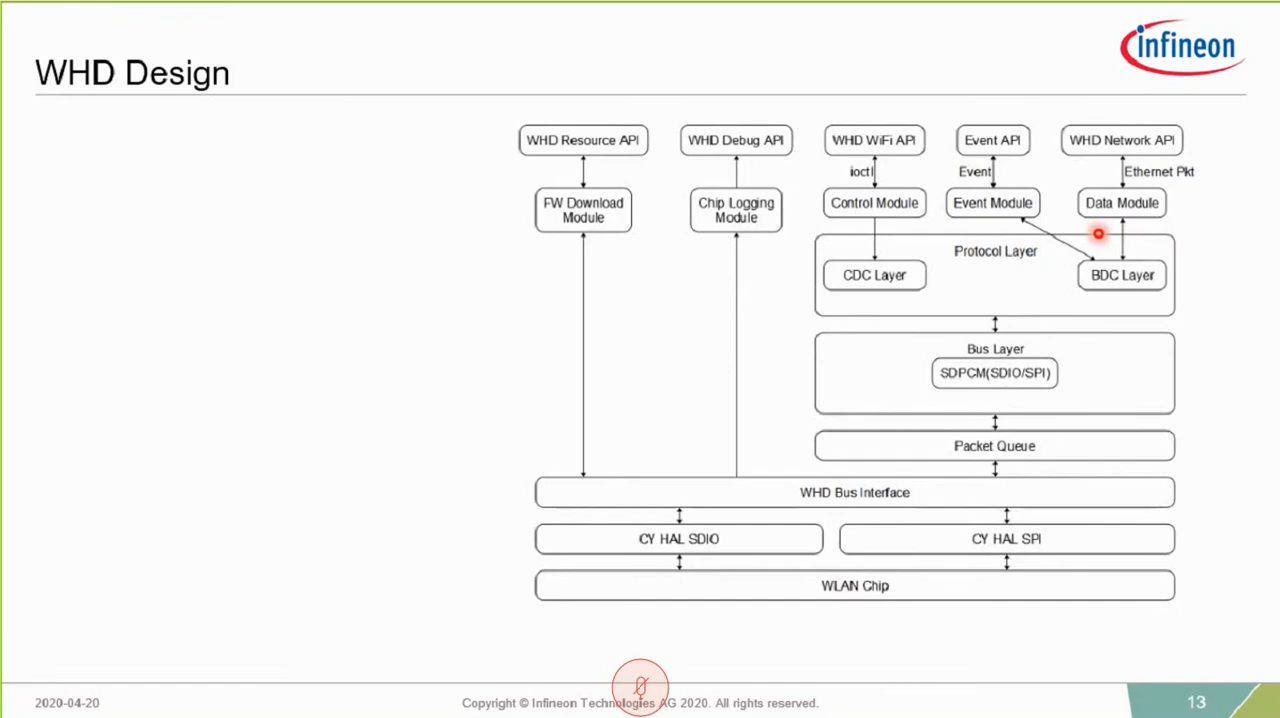 infineon
WHD Design
WHD Resource API
WHD Debug API
WHD WiFi API
Event API
WHD Network API
ioctl
Event
Ethernet Pkt
FW Download
Module
Chip Logging
Module
Control Module
Event Module
Data Module
Protocol Layer
CDC Layer
BDC Layer
Bus Layer
SDPCM(SDIO/SPI)
Packet Queue
WHD Bus Interface
CY HAL SDIO
CY HAL SPI
WLAN Chip
2020-04-20
Copyright © Infineon Technologies AG 2020. All rights reserved.
13